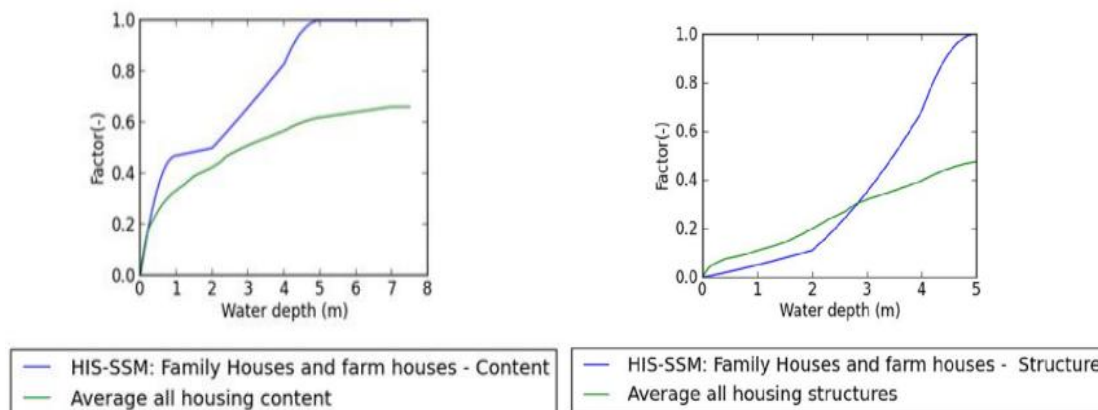 1.0
0.8
0.6
0.4
0.2
0.0
Factor(-)
0 1 2 3 4 5 6 7 8
Water depth (m)
HIS-SSM: Family Houses and farm houses - Content
Average all housing content
1.0
0.8
0.6
0.4
0.2
0.0
Factor(-)
0 1 2 3 4 5
Water depth (m)
HIS-SSM: Family Houses and farm houses - Structure
Average all housing structures